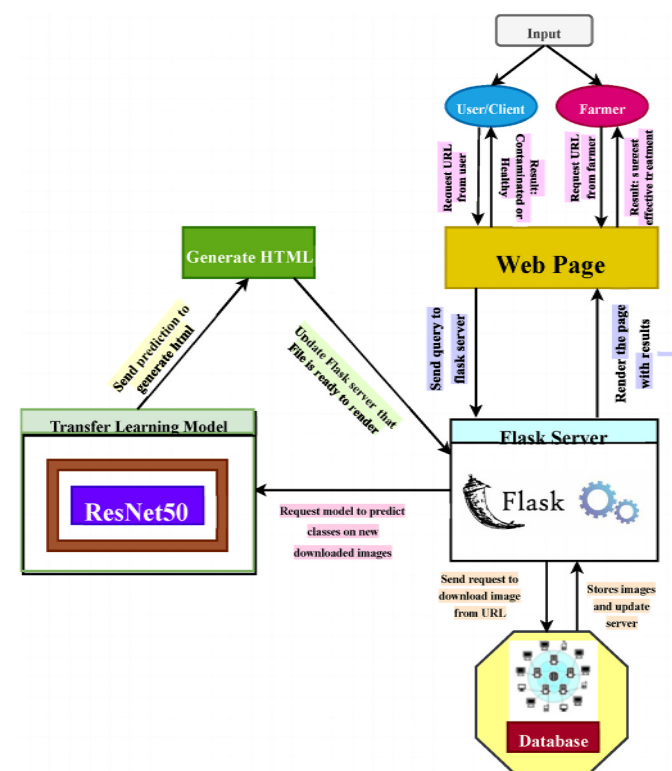 Input
User/Client
Farmer
Request URL
from user
Result:
Contaminated or
Healthy
Request URL
from farmer
Result: suggest
effective treatment
Generate HTML
Web Page
Send prediction to
generate html
Update Flask server that
File is ready to render
Send query to
flask server
Render the page
with results
Transfer Learning Model
ResNet50
Flask Server
Flask
Request model to predict
classes on new
downloaded images
Send request to
download image
from URL
Stores images
and update
server
Database